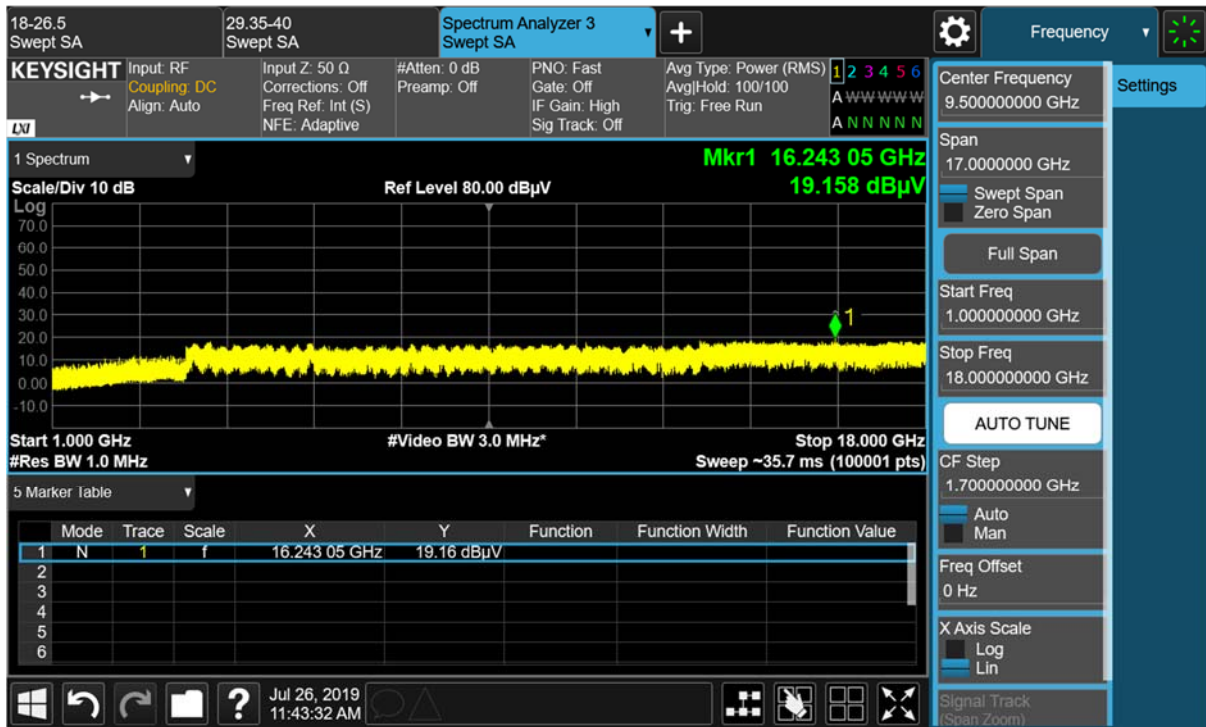 18-26.5
Swept SA
29.35-40
Swept SA
Spectrum Analyzer 3
Swept SA
Frequency
KEYSIGHT
LXI
Input: RF
Coupling: DC
Align: Auto
Input Z: 50 Ω
Corrections: Off
Freq Ref: Int (S)
NFE: Adaptive
#Atten: 0 dB
Preamp: Off
PNO: Fast
Gate: Off
IF Gain: High
Sig Track: Off
Avg Type: Power (RMS)
Avg|Hold: 100/100
Trig: Free Run
1 2 3 4 5 6
A W W W W W
A N N N N N
1 Spectrum
Mkr1 16.243 05 GHz
19.158 dBµV
Scale/Div 10 dB
Ref Level 80.00 dBµV
Log
70.0
60.0
50.0
40.0
30.0
20.0
10.0
0.00
-10.0
1
Start 1.000 GHz
#Video BW 3.0 MHz*
Stop 18.000 GHz
#Res BW 1.0 MHz
Sweep ~35.7 ms (100001 pts)
5 Marker Table
Mode Trace Scale X Y Function Function Width Function Value
1 N 1 f 16.243 05 GHz 19.16 dBµV
2
3
4
5
6
Jul 26, 2019
11:43:32 AM
?
Center Frequency
9.500000000 GHz
Span
17.0000000 GHz
Swept Span
Zero Span
Full Span
Start Freq
1.000000000 GHz
Stop Freq
18.000000000 GHz
AUTO TUNE
CF Step
1.700000000 GHz
Auto
Man
Freq Offset
0 Hz
X Axis Scale
Log
Lin
Signal Track
(Span Zoom)
Settings